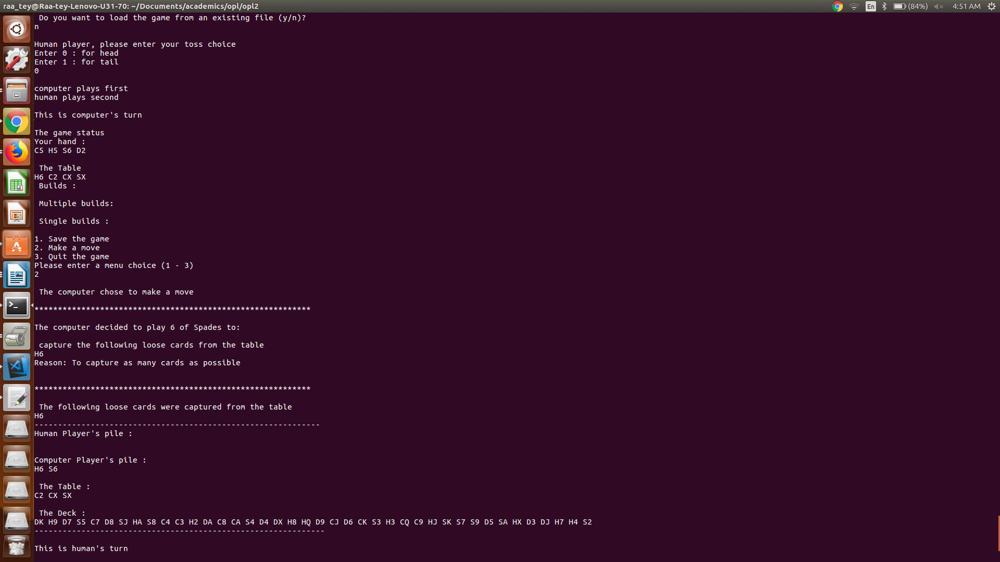 raa_tey@Raa-tey-Lenovo-U31-70: ~/Documents/academics/opl/opl2
En (84%) 4:51 AM
Do you want to load the game from an existing file (y/n)?
n
Human player, please enter your toss choice
Enter 0 : for head
Enter 1 : for tail
0
computer plays first
human plays second
This is computer's turn
The game status
Your hand :
C5 H5 S6 D2
The Table
H6 C2 CX SX
Builds :
Multiple builds:
Single builds :
1. Save the game
2. Make a move
3. Quit the game
Please enter a menu choice (1 - 3)
2
The computer chose to make a move
***********************************************************
The computer decided to play 6 of Spades to:
capture the following loose cards from the table
H6
Reason: To capture as many cards as possible
***********************************************************
The following loose cards were captured from the table
H6
-------------------------------------------------------------
Human Player's pile :
Computer Player's pile :
H6 S6
The Table :
C2 CX SX
The Deck :
DK H9 D7 S5 C7 D8 SJ HA S8 C4 C3 H2 DA C8 CA S4 D4 DX H8 HQ D9 CJ D6 CK S3 H3 CQ C9 HJ SK S7 S9 D5 SA HX D3 DJ H7 H4 S2
--------------------------------------------------------------
This is human's turn